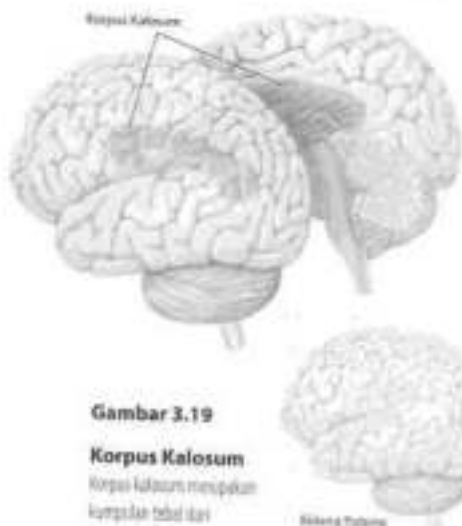 Korpus Kalosum
Gambar 3.19
Korpus Kalosum
Korpus kalosum merupakan
kumpulan tebal dari